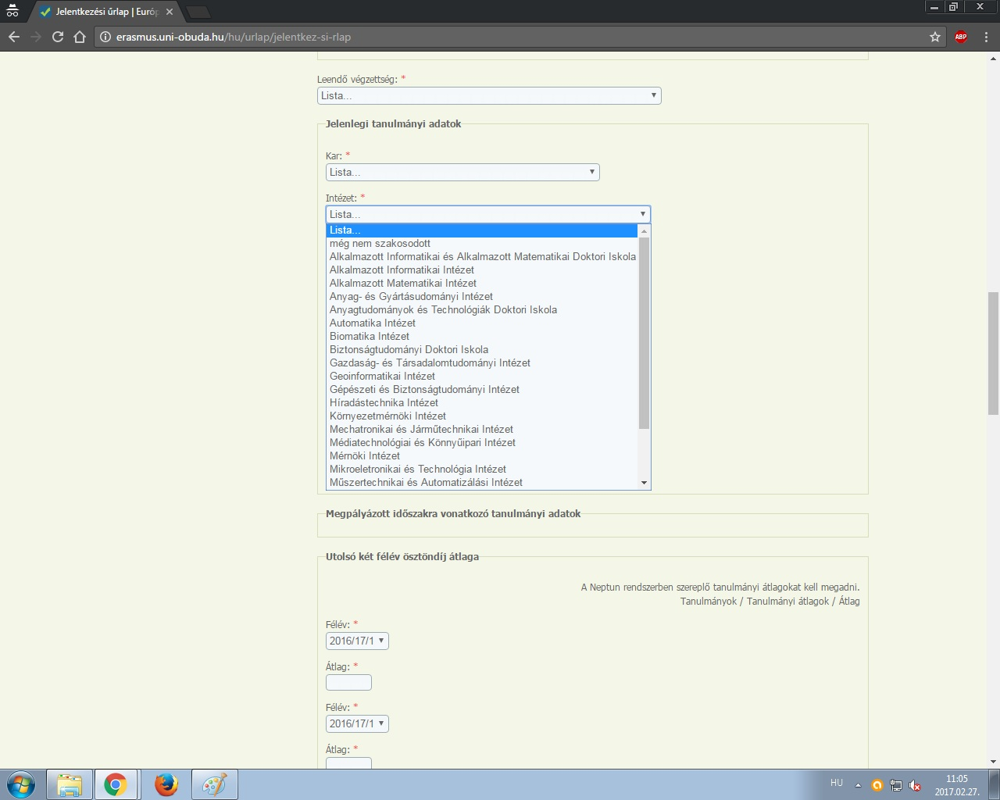 Jelentkezési űrlap | Euró
erasmus.uni-obuda.hu/hu/urlap/jelentkez-si-rlap
ABP
Leendő végzettség: *
Lista...
Jelenlegi tanulmányi adatok
Kar: *
Lista...
Intézet: *
Lista...
Lista...
még nem szakosodott
Alkalmazott Informatikai és Alkalmazott Matematikai Doktori Iskola
Alkalmazott Informatikai Intézet
Alkalmazott Matematikai Intézet
Anyag- és Gyártásudományi Intézet
Anyagtudományok és Technológiák Doktori Iskola
Automatika Intézet
Biomatika Intézet
Biztonságtudományi Doktori Iskola
Gazdaság- és Társadalomtudományi Intézet
Geoinformatikai Intézet
Gépészeti és Biztonságtudományi Intézet
Híradástechnika Intézet
Környezetmérnöki Intézet
Mechatronikai és Járműtechnikai Intézet
Médiatechnológiai és Könnyűipari Intézet
Mérnöki Intézet
Mikroeletronikai és Technológia Intézet
Műszertechnikai és Automatizálási Intézet
Megpályázott időszakra vonatkozó tanulmányi adatok
Utolsó két félév ösztöndíj átlaga
A Neptun rendszerben szereplő tanulmányi átlagokat kell megadni.
Tanulmányok / Tanulmányi átlagok / Átlag
Félév: *
2016/17/1
Átlag: *
Félév: *
2016/17/1
Átlag: *
HU
11:05
2017.02.27.